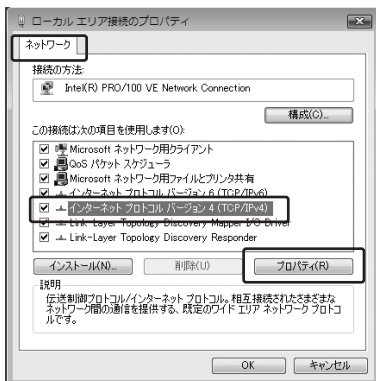 ローカル エリア接続のプロパティ
ネットワーク
接続の方法:
Intel(R) PRO/100 VE Network Connection
構成(C)...
この接続は次の項目を使用します(O):
Microsoft ネットワーク用クライアント
QoS パケット スケジューラ
Microsoft ネットワーク用ファイルとプリンタ共有
インターネット プロトコル バージョン 6 (TCP/IPv6)
インターネット プロトコル バージョン 4 (TCP/IPv4)
Link-Layer Topology Discovery Mapper I/O Driver
Link-Layer Topology Discovery Responder
インストール(N)...
削除(U)
プロパティ(R)
説明
伝送制御プロトコル/インターネット プロトコル。相互接続されたさまざまな
ネットワーク間の通信を提供する、既定のワイド エリア ネットワーク プロトコ
ルです。
OK
キャンセル